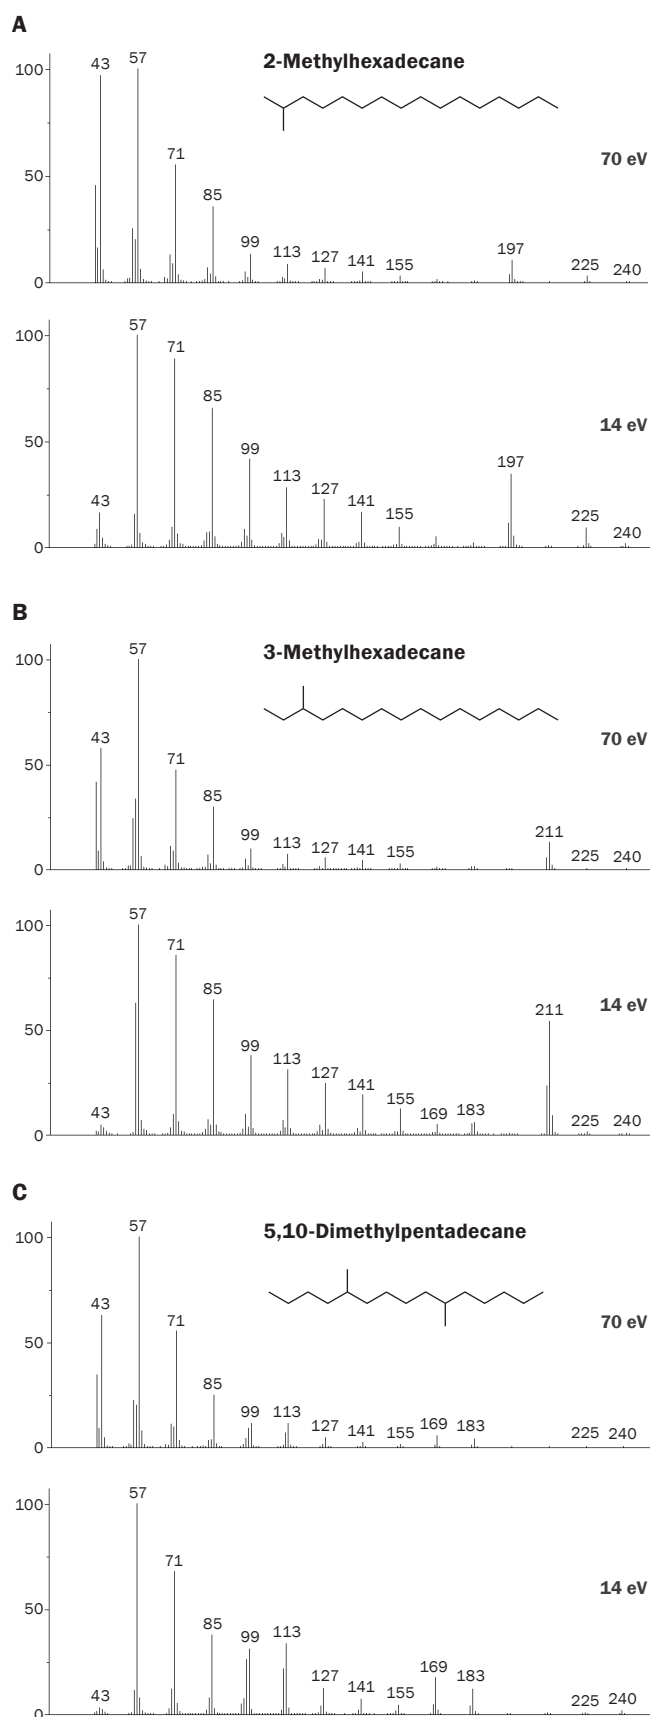 A
2-Methylhexadecane
70 eV
100
50
0
43 57 71 85 99 113 127 141 155 197 225 240
14 eV
100
50
0
43 57 71 85 99 113 127 141 155 197 225 240
B
3-Methylhexadecane
70 eV
100
50
0
43 57 71 85 99 113 127 141 155 211 225 240
14 eV
100
50
0
43 57 71 85 99 113 127 141 155 169 183 211 225 240
C
5,10-Dimethylpentadecane
70 eV
100
50
0
43 57 71 85 99 113 127 141 155 169 183 225 240
14 eV
100
50
0
43 57 71 85 99 113 127 141 155 169 183 225 240